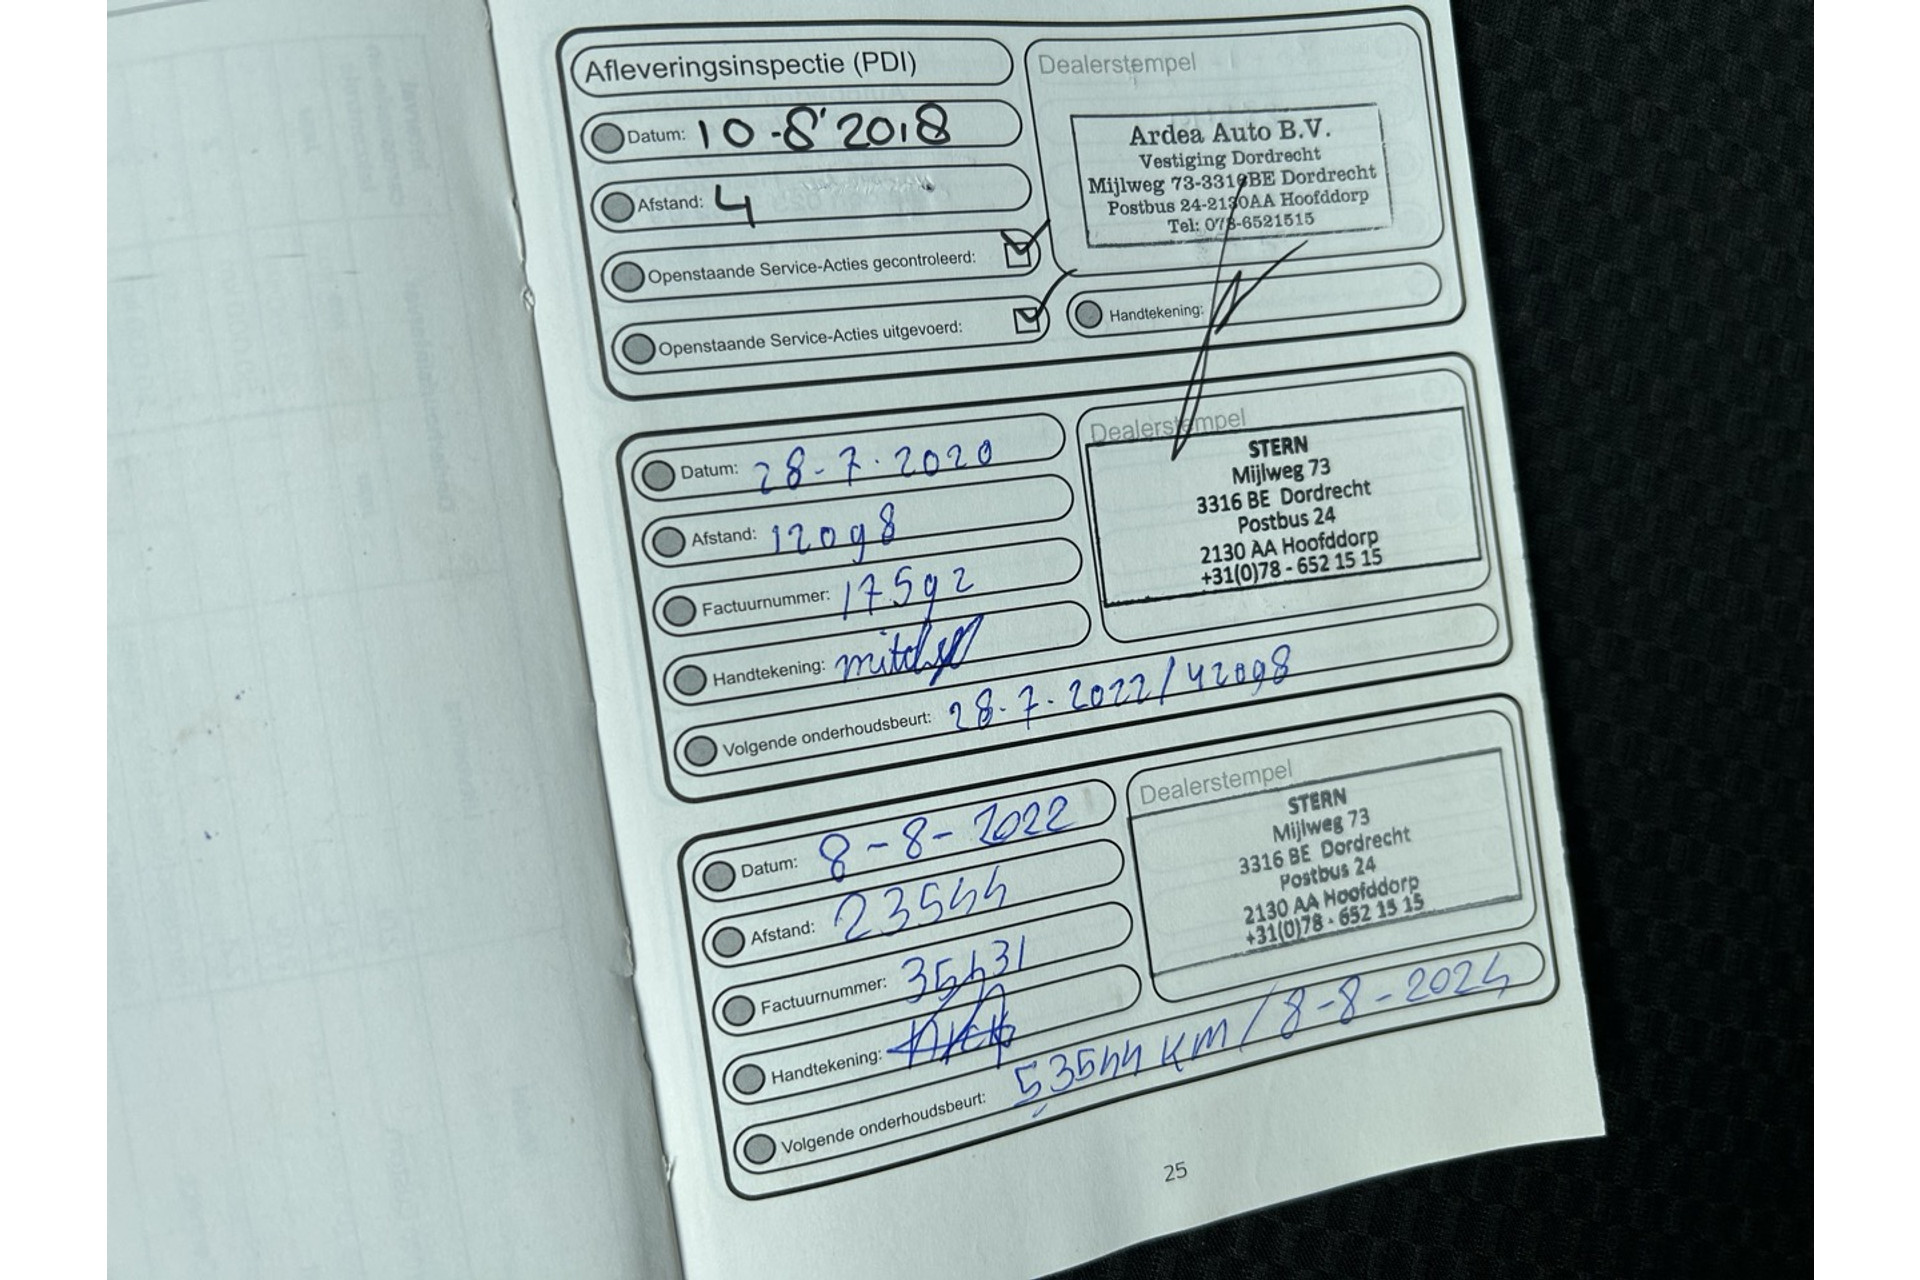 Afleveringsinspectie (PDI)
Datum: 10-8'2018
Afstand: 4
Openstaande Service-Acties gecontroleerd:
Openstaande Service-Acties uitgevoerd:
Dealerstempel
Ardea Auto B.V.
Vestiging Dordrecht
Mijlweg 73-3316BE Dordrecht
Postbus 24-2130AA Hoofddorp
Tel: 078-6521515
Handtekening:
Datum: 28-7-2020
Afstand: 12098
Factuurnummer: 17592
Handtekening:
Volgende onderhoudsbeurt: 28-7-2022/42098
Dealerstempel
STERN
Mijlweg 73
3316 BE Dordrecht
Postbus 24
2130 AA Hoofddorp
+31(0)78 - 652 15 15
Datum: 8-8-2022
Afstand: 23544
Factuurnummer: 35431
Handtekening:
Volgende onderhoudsbeurt: 53544 KM/8-8-2024
Dealerstempel
STERN
Mijlweg 73
3316 BE Dordrecht
Postbus 24
2130 AA Hoofddorp
+31(0)78 - 652 15 15
25